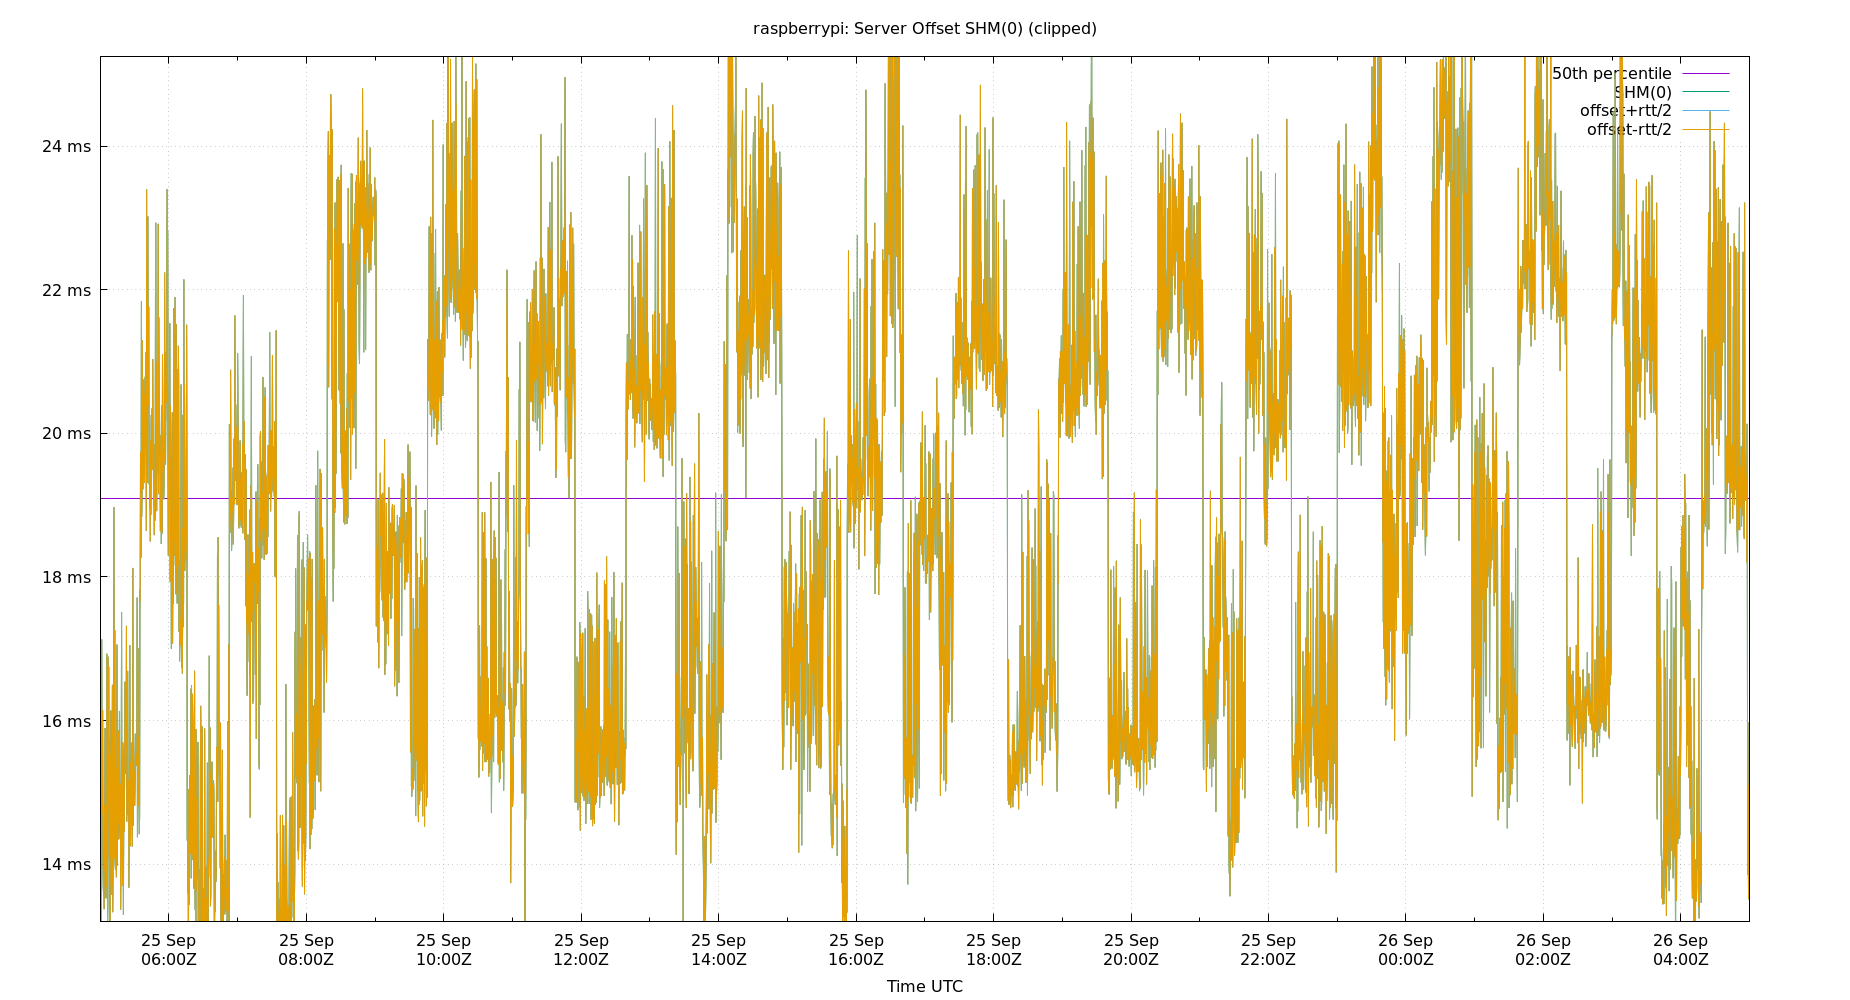 raspberrypi: Server Offset SHM(0) (clipped)
50th percentile
SHM(0)
offset+rtt/2
offset-rtt/2
24 ms
22 ms
20 ms
18 ms
16 ms
14 ms
25 Sep 25 Sep 25 Sep 25 Sep 25 Sep 25 Sep 25 Sep 25 Sep 25 Sep 26 Sep 26 Sep 26 Sep
06:00Z 08:00Z 10:00Z 12:00Z 14:00Z 16:00Z 18:00Z 20:00Z 22:00Z 00:00Z 02:00Z 04:00Z
Time UTC